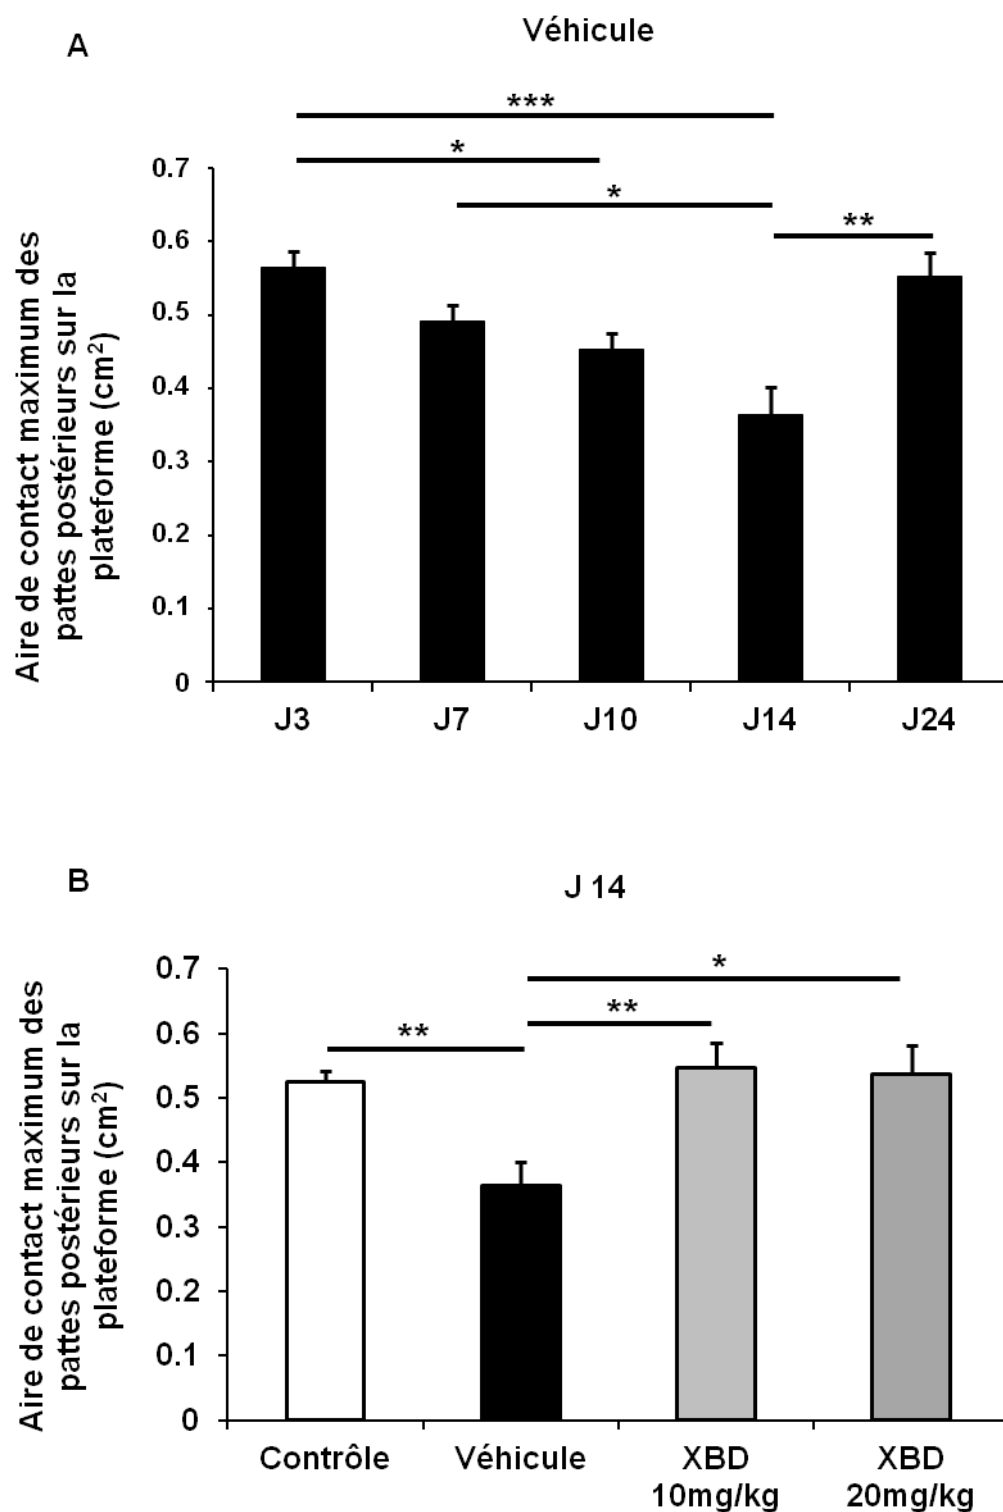 A
Véhicule
***
*
*
**
Aire de contact maximum des
pattes postérieurs sur la
plateforme (cm²)
0.7
0.6
0.5
0.4
0.3
0.2
0.1
0
J3 J7 J10 J14 J24
B
J 14
*
**
**
Aire de contact maximum des
pattes postérieurs sur la
plateforme (cm²)
0.7
0.6
0.5
0.4
0.3
0.2
0.1
0
Contrôle Véhicule XBD XBD
10mg/kg 20mg/kg